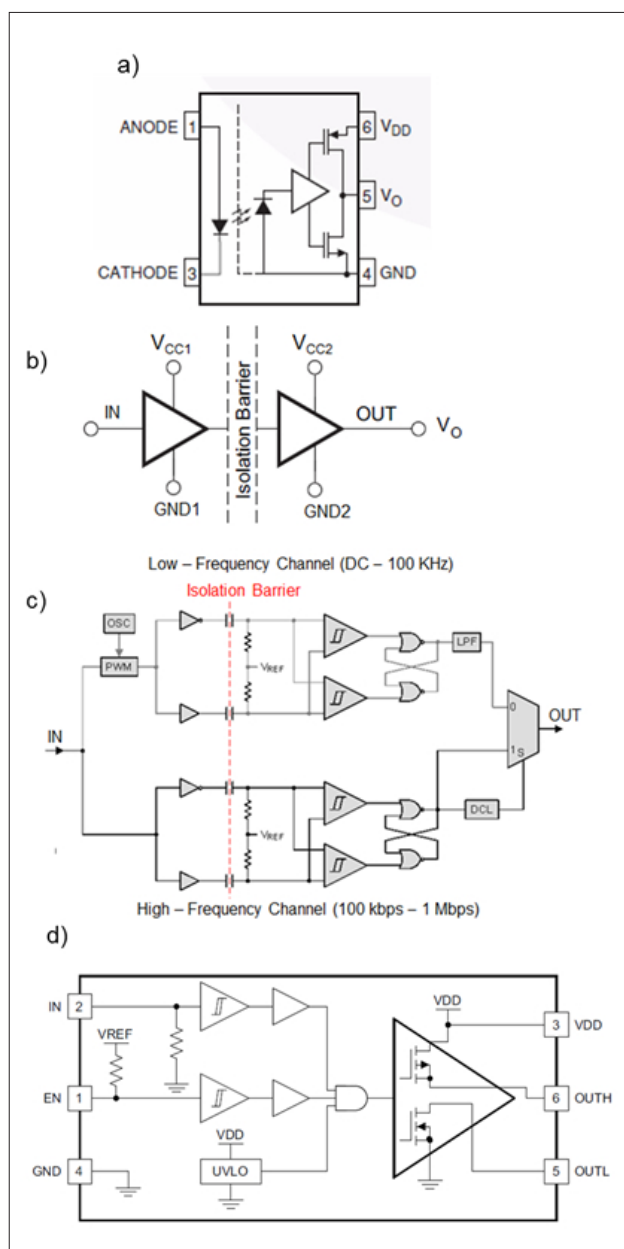 a)
ANODE 1
6 VDD
5 VO
CATHODE 3
4 GND
b)
VCC1
VCC2
IN
Isolation Barrier
OUT
VO
GND1
GND2
Low – Frequency Channel (DC – 100 KHz)
c)
Isolation Barrier
OSC
PWM
VREF
LPF
0
IN
OUT
1 S
VREF
DCL
High – Frequency Channel (100 kbps – 1 Mbps)
d)
IN 2
VDD
3 VDD
VREF
EN 1
6 OUTH
VDD
GND 4
UVLO
5 OUTL